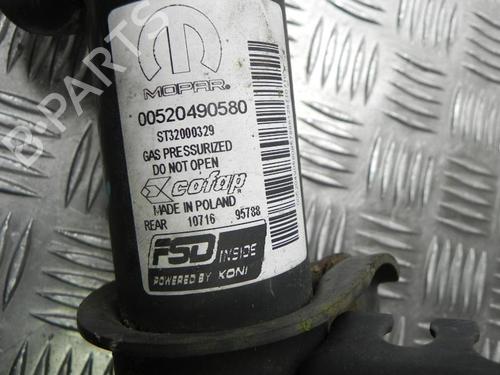 B-PARTS
MOPAR®
00520490580
ST32000329
GAS PRESSURIZED
DO NOT OPEN
cofap
MADE IN POLAND
REAR 10716 95788
FSD INSIDE
POWERED BY KONI